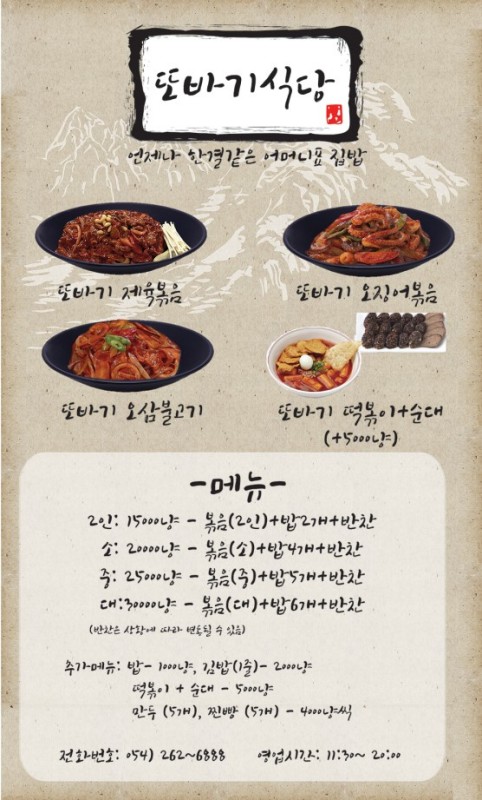 또바기식당
언제나 한결같은 어머니표 집밥
또바기 제육볶음
또바기 오징어볶음
또바기 오삼불고기
또바기 떡볶이+순대
(+5000냥)
-메뉴-
2인: 15000냥 - 볶음(2인)+밥2개+반찬
소: 20000냥 - 볶음(소)+밥4개+반찬
중: 25000냥 - 볶음(중)+밥5개+반찬
대:30000냥 - 볶음(대)+밥6개+반찬
(반찬은 상황에 따라 변동될 수 있음)
추가메뉴: 밥- 1000냥, 김밥(1줄)- 2000냥
떡볶이 + 순대 - 5000냥
만두 (5개), 찐빵 (5개) - 4000냥씩
전화번호: 054) 262~6888 영업시간: 11:30~ 20:00